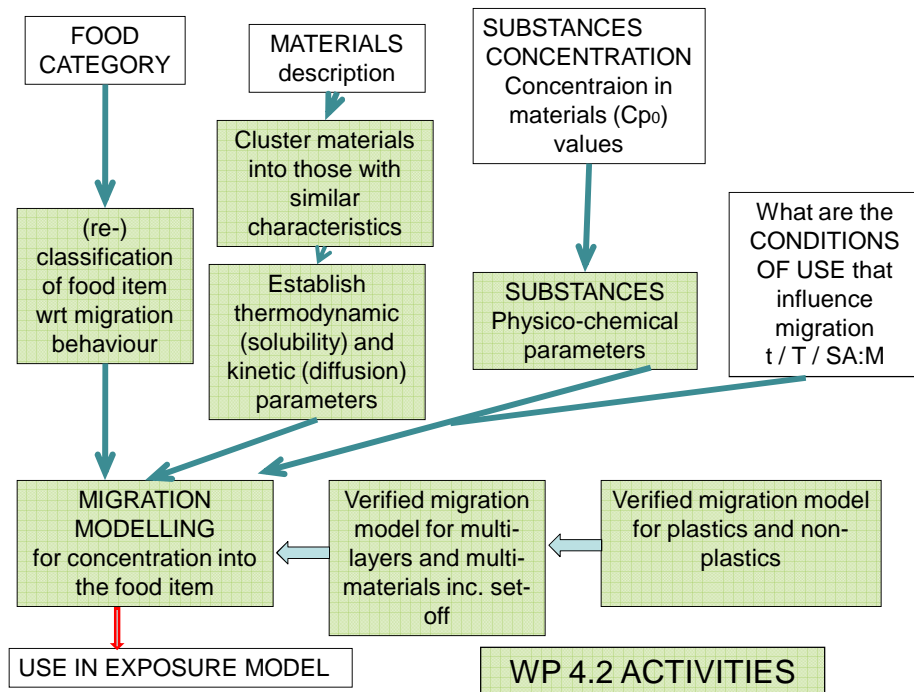 FOOD
CATEGORY
MATERIALS
description
SUBSTANCES
CONCENTRATION
Concentraion in
materials (Cp0)
values
Cluster materials
into those with
similar
characteristics
(re-)
classification
of food item
wrt migration
behaviour
Establish
thermodynamic
(solubility) and
kinetic (diffusion)
parameters
SUBSTANCES
Physico-chemical
parameters
What are the
CONDITIONS
OF USE that
influence
migration
t / T / SA:M
MIGRATION
MODELLING
for concentration into
the food item
Verified migration
model for multi-
layers and multi-
materials inc. set-
off
Verified migration model
for plastics and non-
plastics
USE IN EXPOSURE MODEL
WP 4.2 ACTIVITIES